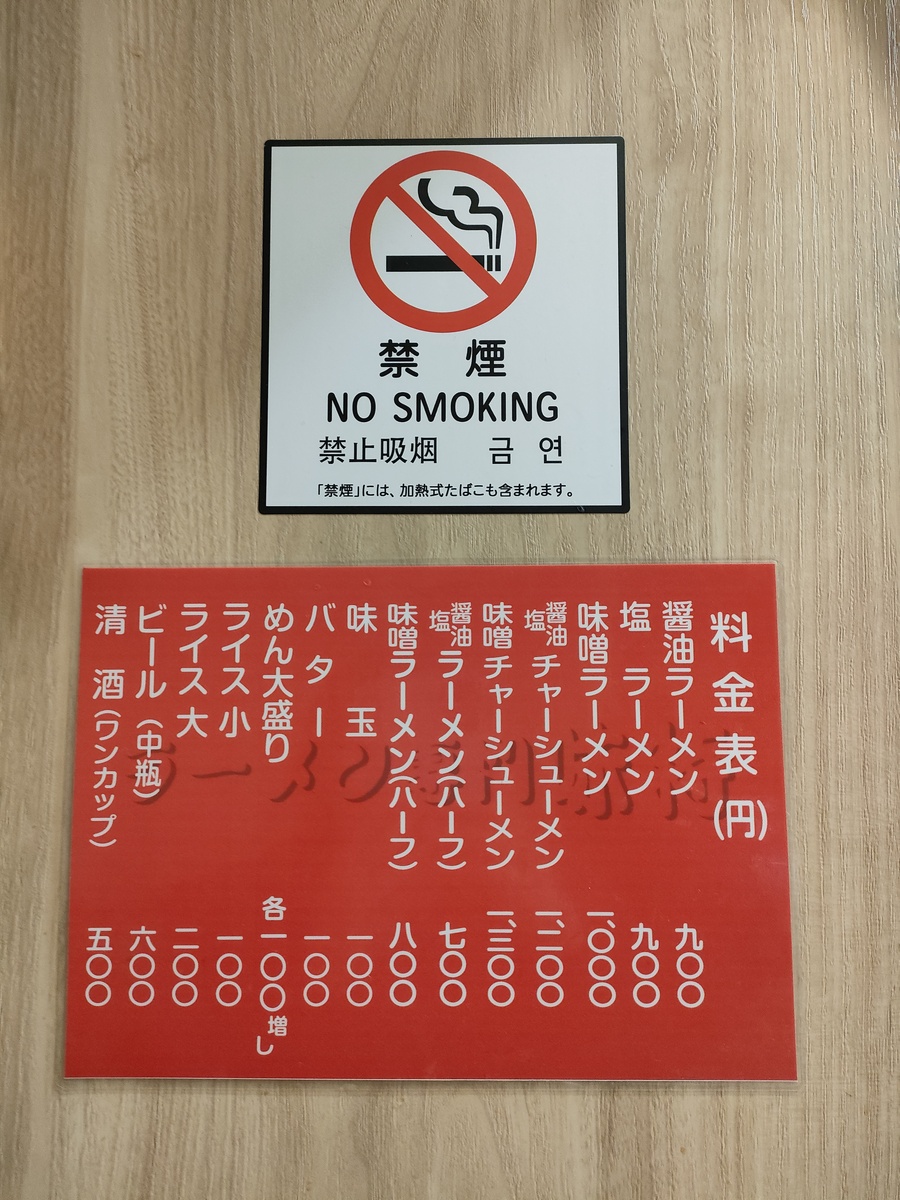 禁煙
NO SMOKING
禁止吸烟 금연
「禁煙」には、加熱式たばこも含まれます。
料金表(円)
醤油ラーメン 九〇〇
塩ラーメン 九〇〇
味噌ラーメン 一、〇〇〇
醤油塩チャーシューメン 一、二〇〇
味噌チャーシューメン 一、三〇〇
醤油塩ラーメン(ハーフ) 七〇〇
味噌ラーメン(ハーフ) 八〇〇
味玉 一〇〇
バター 一〇〇
めん大盛り 各一〇〇増し
ライス小 一〇〇
ライス大 二〇〇
ビール(中瓶) 六〇〇
清酒(ワンカップ) 五〇〇